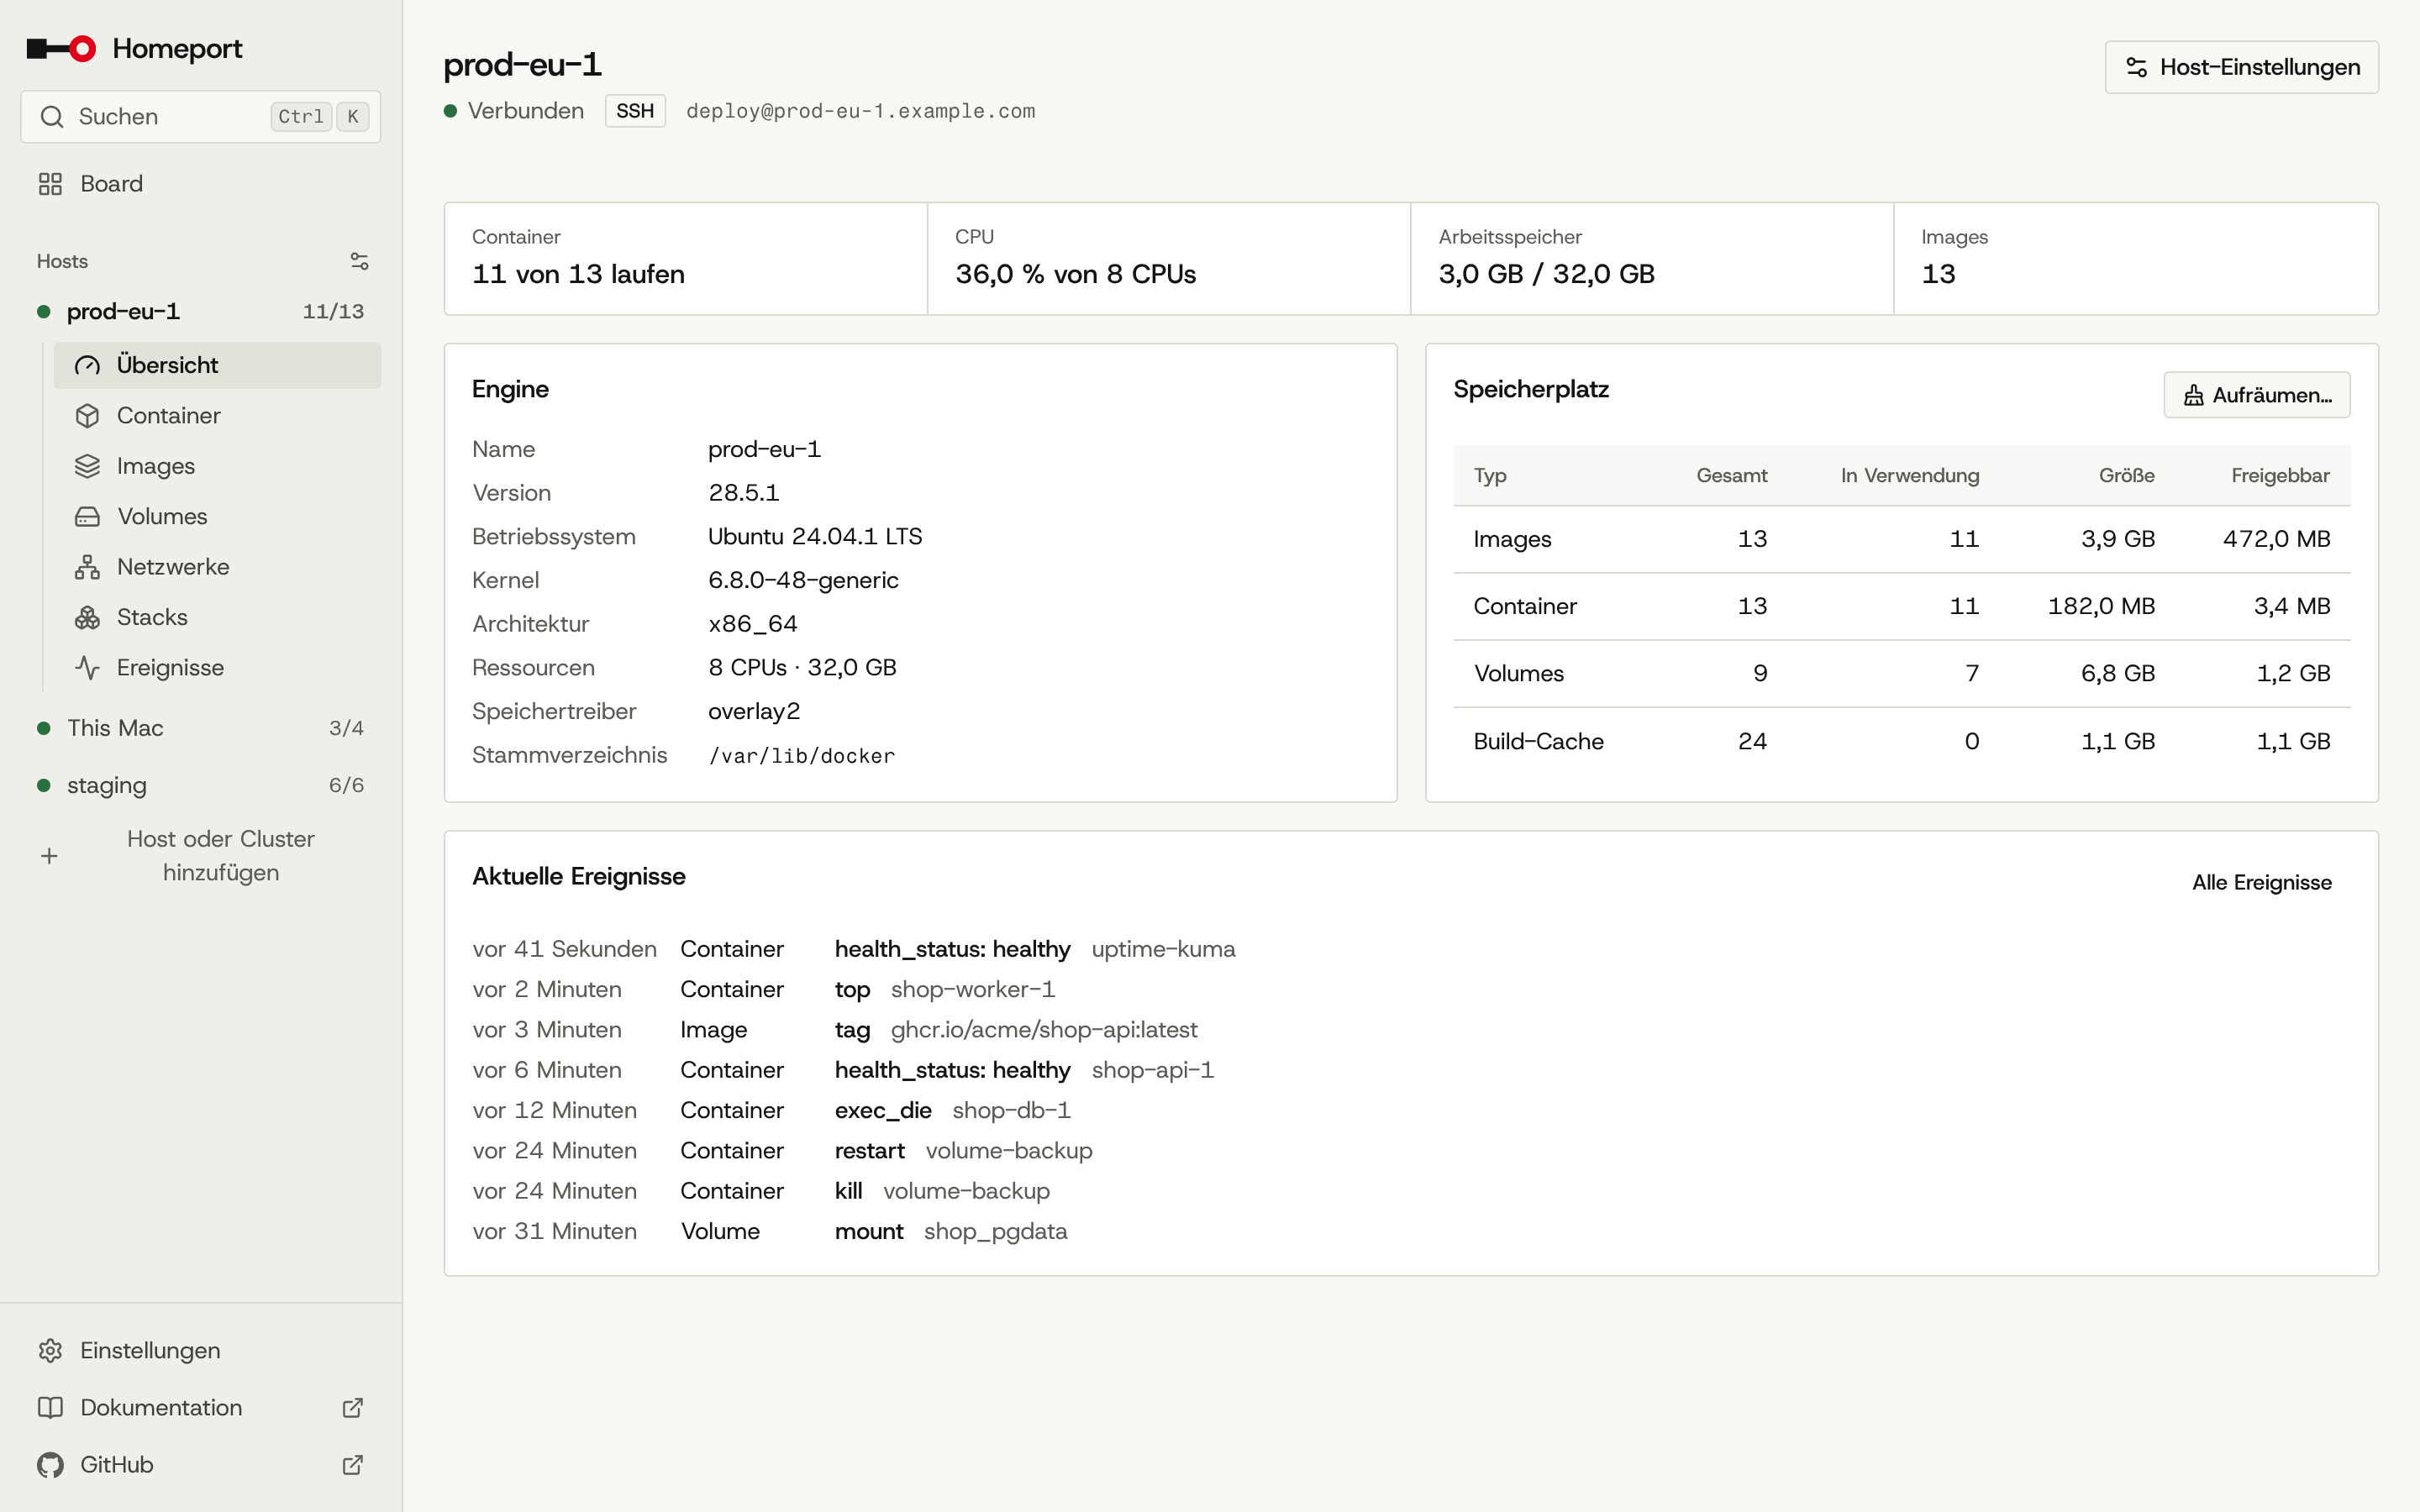 Homeport
Suchen Ctrl K
Board
Hosts
prod-eu-1 11/13
Übersicht
Container
Images
Volumes
Netzwerke
Stacks
Ereignisse
This Mac 3/4
staging 6/6
Host oder Cluster
hinzufügen
Einstellungen
Dokumentation
GitHub
prod-eu-1
Verbunden SSH deploy@prod-eu-1.example.com
Host-Einstellungen
Container
11 von 13 laufen
CPU
36,0 % von 8 CPUs
Arbeitsspeicher
3,0 GB / 32,0 GB
Images
13
Engine
Name prod-eu-1
Version 28.5.1
Betriebssystem Ubuntu 24.04.1 LTS
Kernel 6.8.0-48-generic
Architektur x86_64
Ressourcen 8 CPUs · 32,0 GB
Speichertreiber overlay2
Stammverzeichnis /var/lib/docker
Speicherplatz
Aufräumen…
Typ Gesamt In Verwendung Größe Freigebbar
Images 13 11 3,9 GB 472,0 MB
Container 13 11 182,0 MB 3,4 MB
Volumes 9 7 6,8 GB 1,2 GB
Build-Cache 24 0 1,1 GB 1,1 GB
Aktuelle Ereignisse
Alle Ereignisse
vor 41 Sekunden Container health_status: healthy uptime-kuma
vor 2 Minuten Container top shop-worker-1
vor 3 Minuten Image tag ghcr.io/acme/shop-api:latest
vor 6 Minuten Container health_status: healthy shop-api-1
vor 12 Minuten Container exec_die shop-db-1
vor 24 Minuten Container restart volume-backup
vor 24 Minuten Container kill volume-backup
vor 31 Minuten Volume mount shop_pgdata